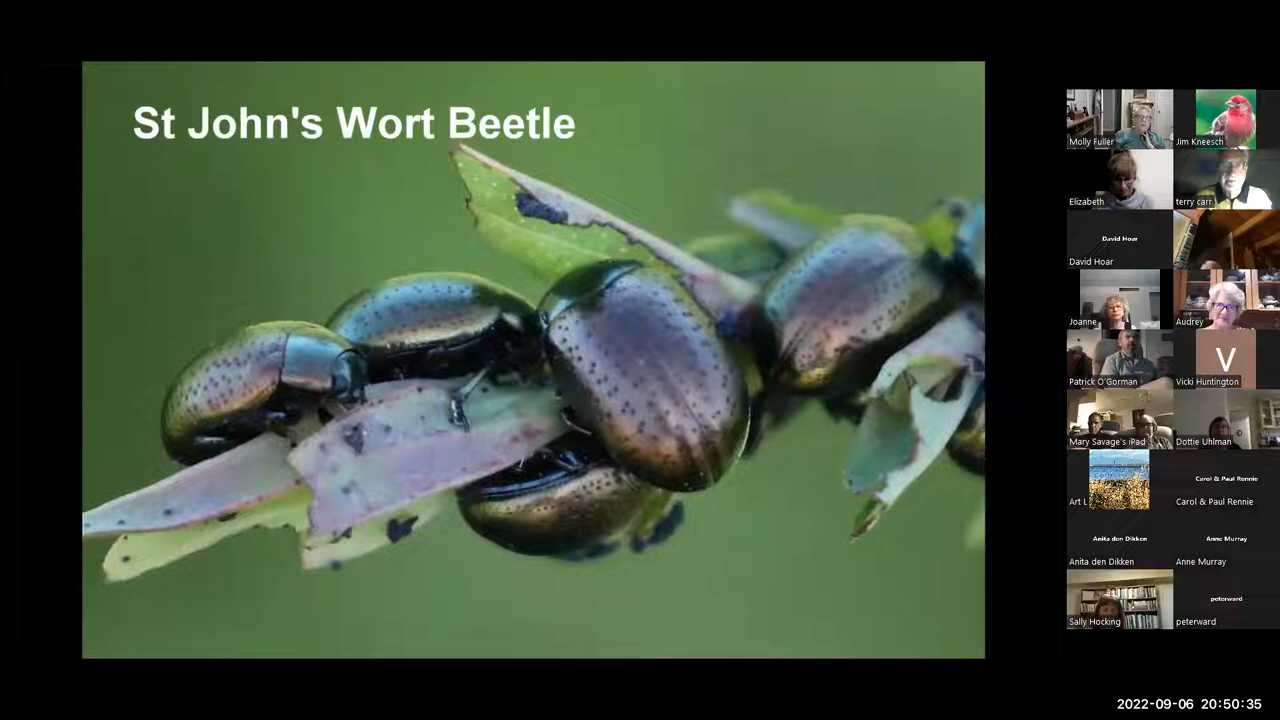 St John's Wort Beetle
Molly Fuller
Jim Kneesch
Elizabeth
terry carr
David Hoar
David Hoar
Joanne
Audrey
Patrick O'Gorman
V
Vicki Huntington
Mary Savage's iPad
Dottie Uhlman
Art L
Carol & Paul Rennie
Carol & Paul Rennie
Anita den Dikken
Anne Murray
Anita den Dikken
Anne Murray
Sally Hocking
peterward
peterward
2022-09-06 20:50:35